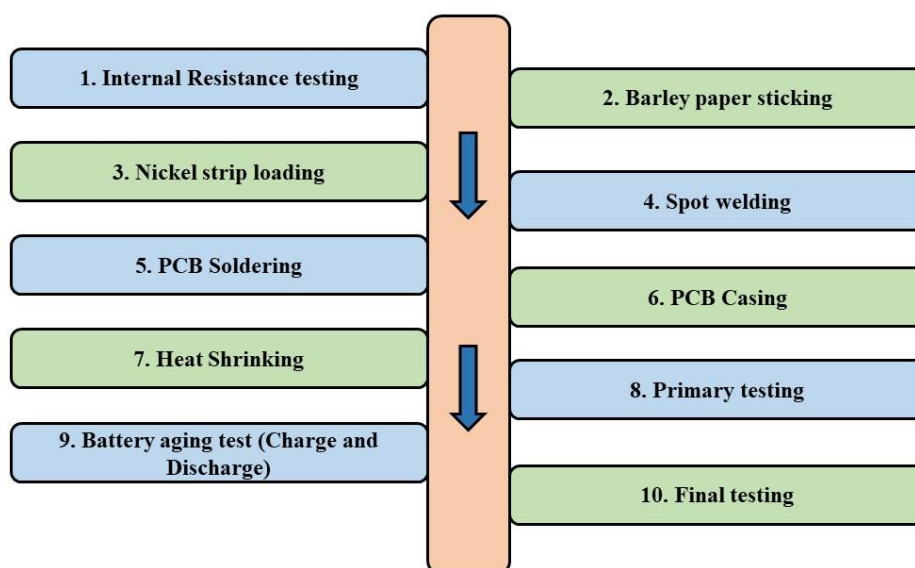 1. Internal Resistance testing
2. Barley paper sticking
3. Nickel strip loading
4. Spot welding
5. PCB Soldering
6. PCB Casing
7. Heat Shrinking
8. Primary testing
9. Battery aging test (Charge and
Discharge)
10. Final testing